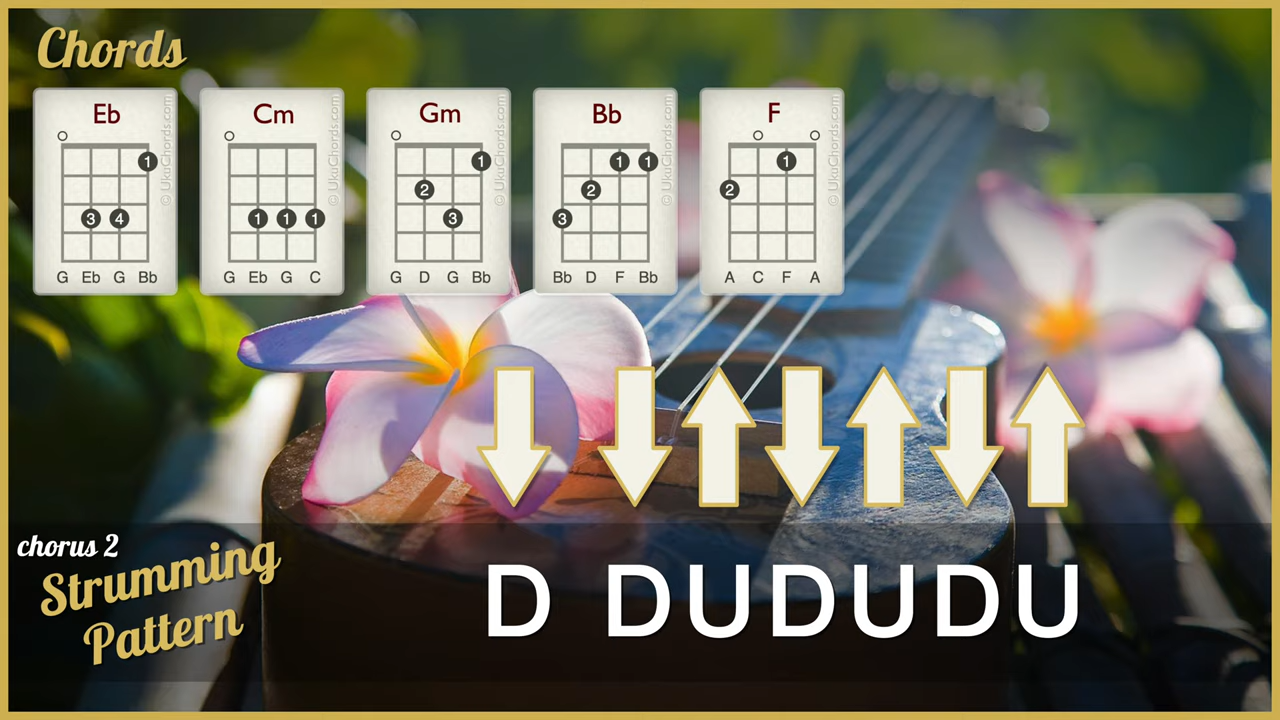 Chords
Eb
1
3 4
G Eb G Bb
© UkuChords.com
Cm
1 1 1
G Eb G C
© UkuChords.com
Gm
1
2
3
G D G Bb
© UkuChords.com
Bb
1 1
2
3
Bb D F Bb
© UkuChords.com
F
1
2
A C F A
© UkuChords.com
chorus 2
Strumming
Pattern
D DUDUDU